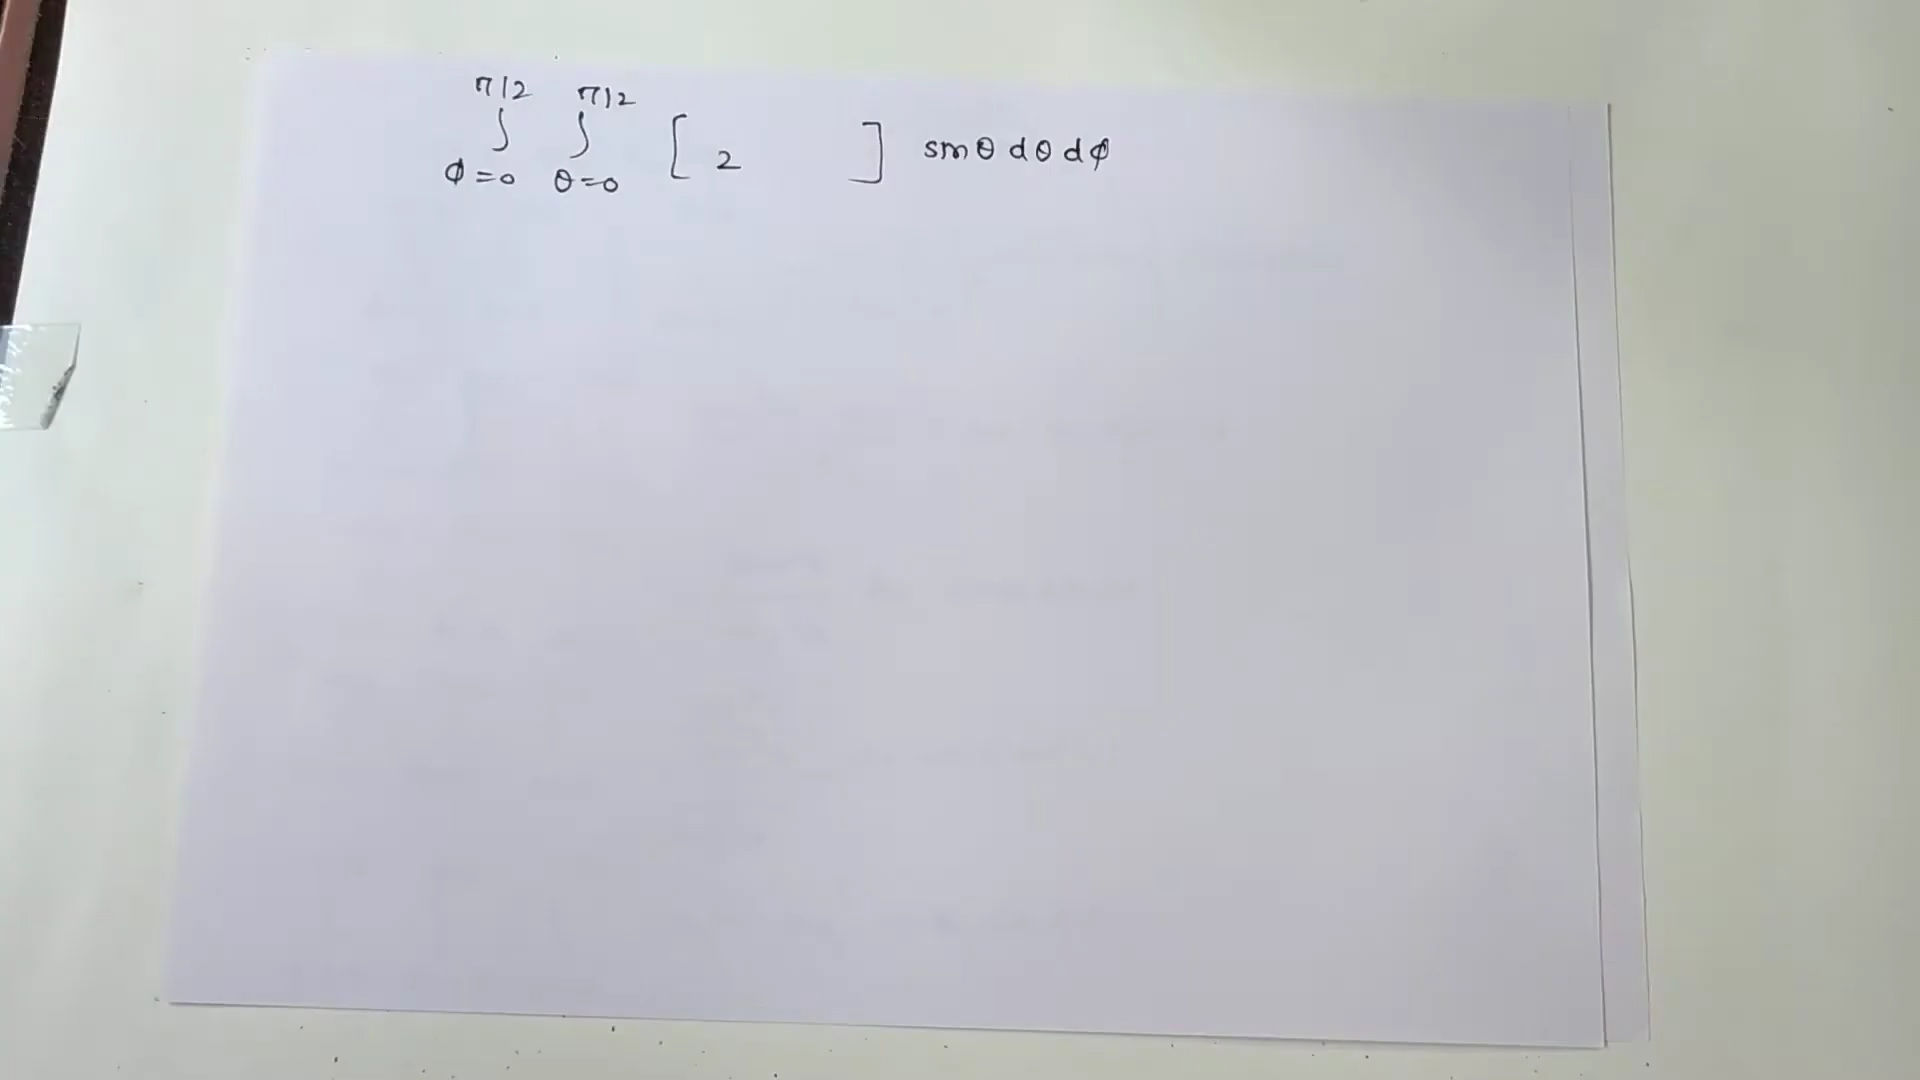 π/2 π/2
∫ ∫ [ 2 ] sinθ dθ dφ
φ=0 θ=0